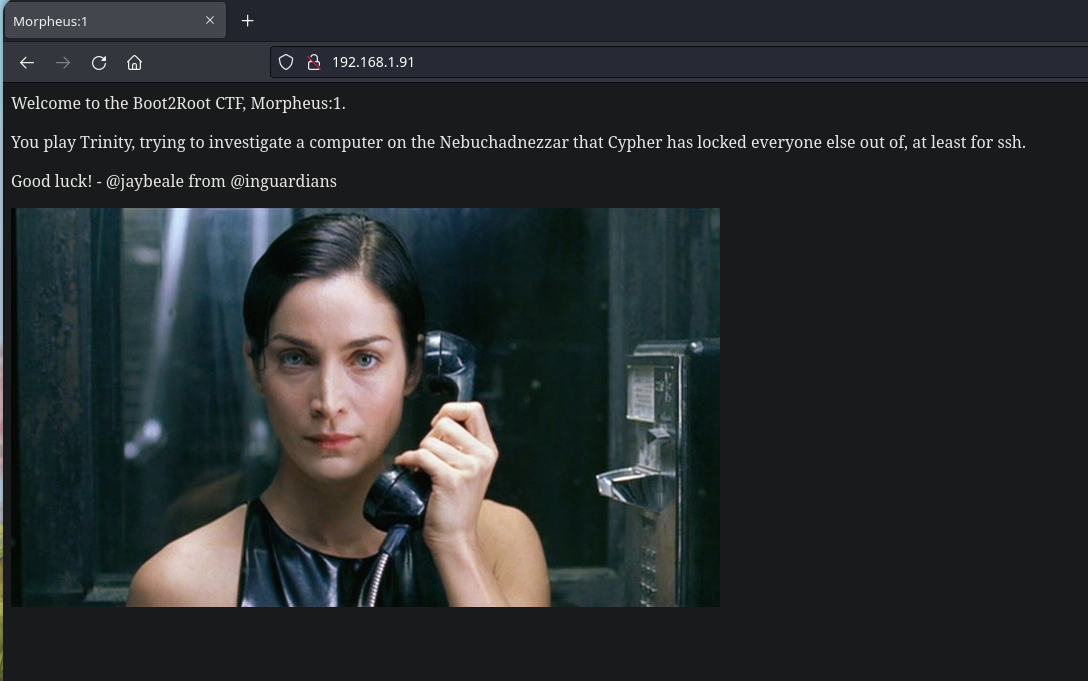 Morpheus:1
192.168.1.91
Welcome to the Boot2Root CTF, Morpheus:1.
You play Trinity, trying to investigate a computer on the Nebuchadnezzar that Cypher has locked everyone else out of, at least for ssh.
Good luck! - @jaybeale from @inguardians